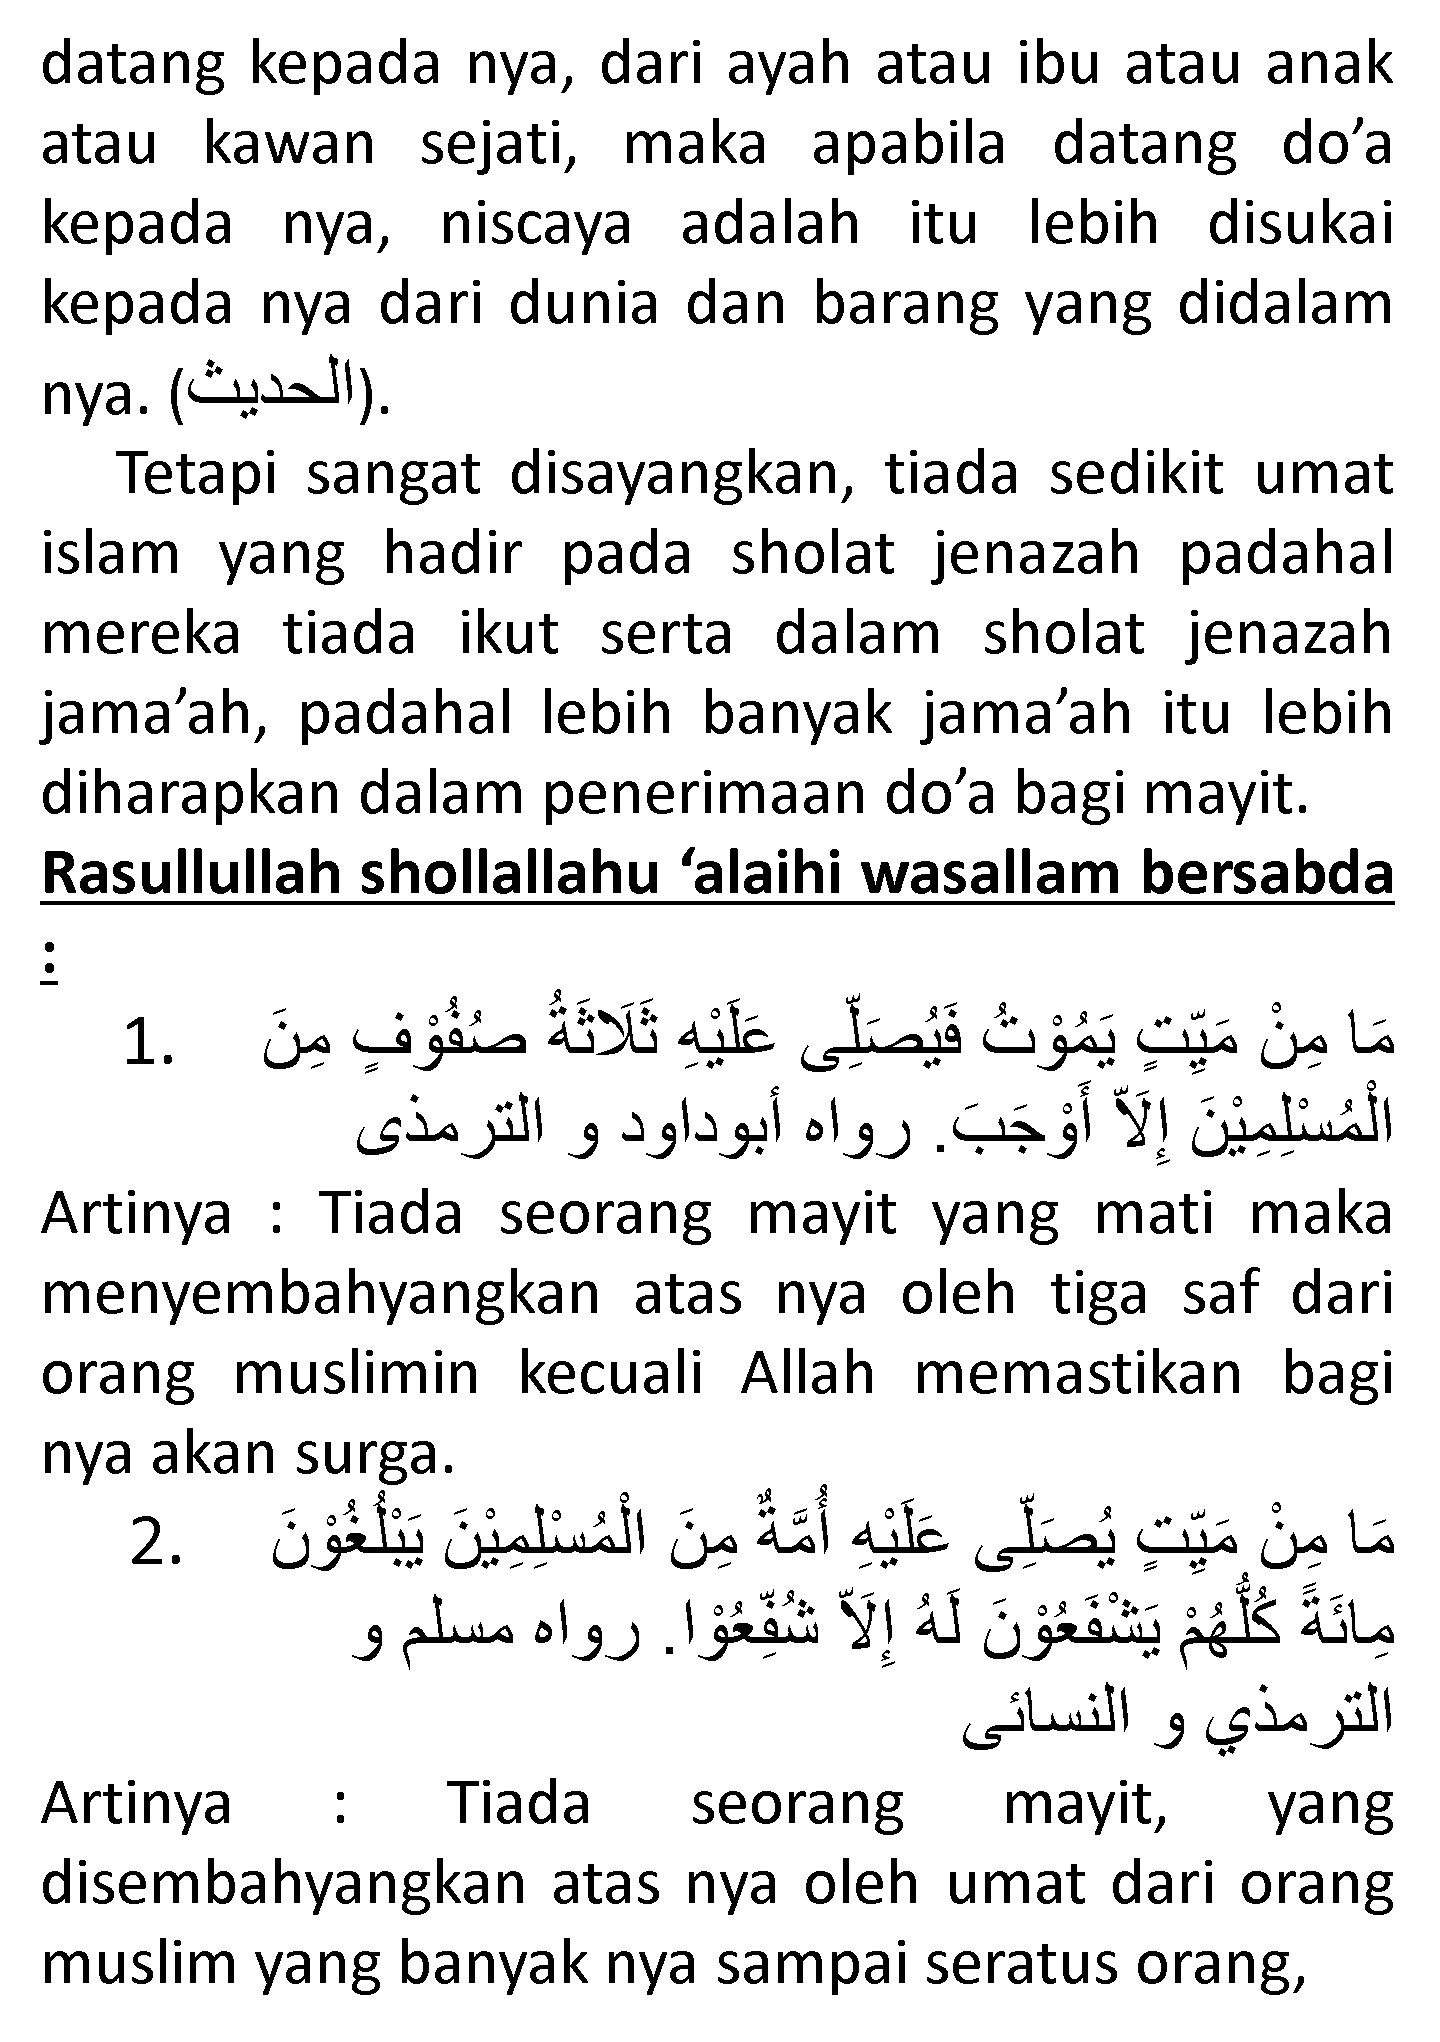 datang kepada nya, dari ayah atau ibu atau anak
atau kawan sejati, maka apabila datang do’a
kepada nya, niscaya adalah itu lebih disukai
kepada nya dari dunia dan barang yang didalam
nya. (الحديث).
Tetapi sangat disayangkan, tiada sedikit umat
islam yang hadir pada sholat jenazah padahal
mereka tiada ikut serta dalam sholat jenazah
jama’ah, padahal lebih banyak jama’ah itu lebih
diharapkan dalam penerimaan do’a bagi mayit.
Rasullullah shollallahu ‘alaihi wasallam bersabda
:
1. مَا مِنْ مَيِّتٍ يَمُوْتُ فَيُصَلِّى عَلَيْهِ ثَلَاثَةُ صُفُوْفٍ مِنَ
الْمُسْلِمِيْنَ إِلَّا أَوْجَبَ. رواه أبوداود و الترمذى
Artinya : Tiada seorang mayit yang mati maka
menyembahyangkan atas nya oleh tiga saf dari
orang muslimin kecuali Allah memastikan bagi
nya akan surga.
2. مَا مِنْ مَيِّتٍ يُصَلِّى عَلَيْهِ أُمَّةٌ مِنَ الْمُسْلِمِيْنَ يَبْلُغُوْنَ
مِائَةً كُلُّهُمْ يَشْفَعُوْنَ لَهُ إِلَّا شُفِّعُوْا. رواه مسلم و
الترمذي و النسائى
Artinya : Tiada seorang mayit, yang
disembahyangkan atas nya oleh umat dari orang
muslim yang banyak nya sampai seratus orang,